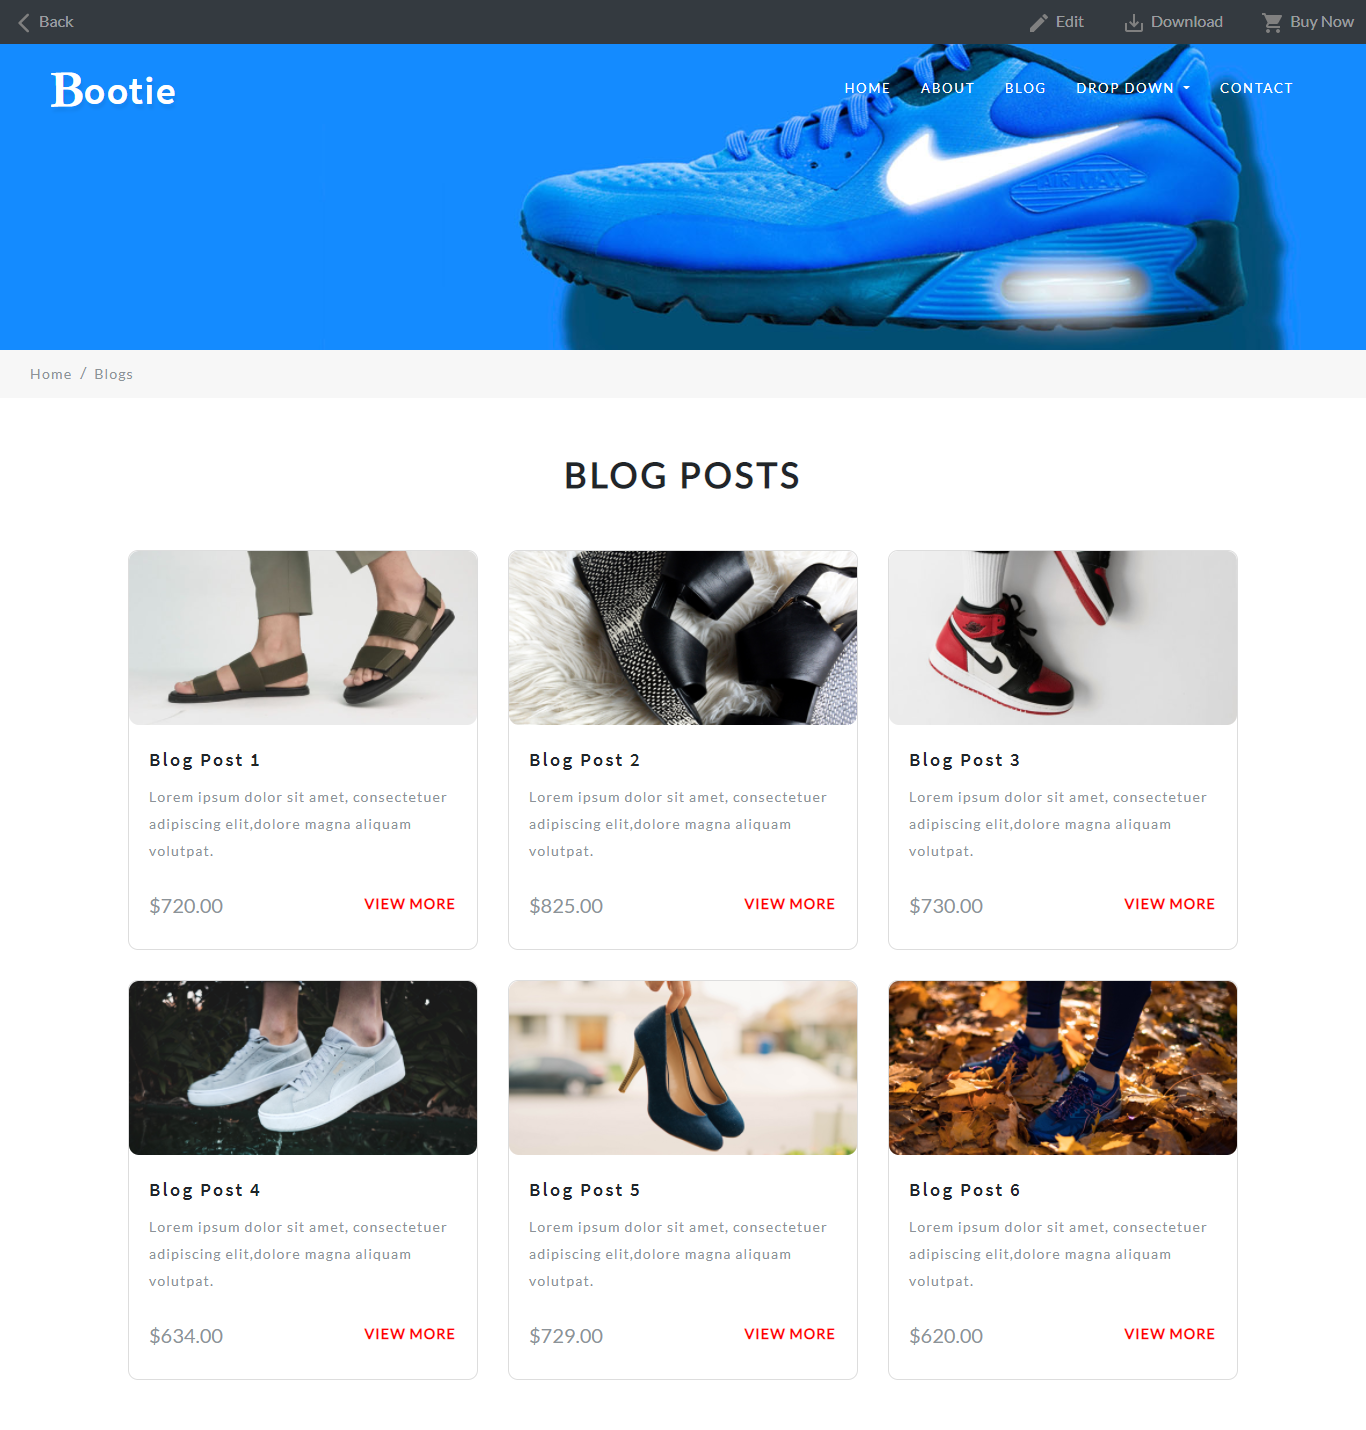 Back
Edit
Download
Buy Now
Bootie
HOME
ABOUT
BLOG
DROP DOWN
CONTACT
AIR MAX
Home / Blogs
BLOG POSTS
Blog Post 1
Lorem ipsum dolor sit amet, consectetuer
adipiscing elit,dolore magna aliquam
volutpat.
$720.00
VIEW MORE
Blog Post 2
Lorem ipsum dolor sit amet, consectetuer
adipiscing elit,dolore magna aliquam
volutpat.
$825.00
VIEW MORE
Blog Post 3
Lorem ipsum dolor sit amet, consectetuer
adipiscing elit,dolore magna aliquam
volutpat.
$730.00
VIEW MORE
Blog Post 4
Lorem ipsum dolor sit amet, consectetuer
adipiscing elit,dolore magna aliquam
volutpat.
$634.00
VIEW MORE
Blog Post 5
Lorem ipsum dolor sit amet, consectetuer
adipiscing elit,dolore magna aliquam
volutpat.
$729.00
VIEW MORE
Blog Post 6
Lorem ipsum dolor sit amet, consectetuer
adipiscing elit,dolore magna aliquam
volutpat.
$620.00
VIEW MORE